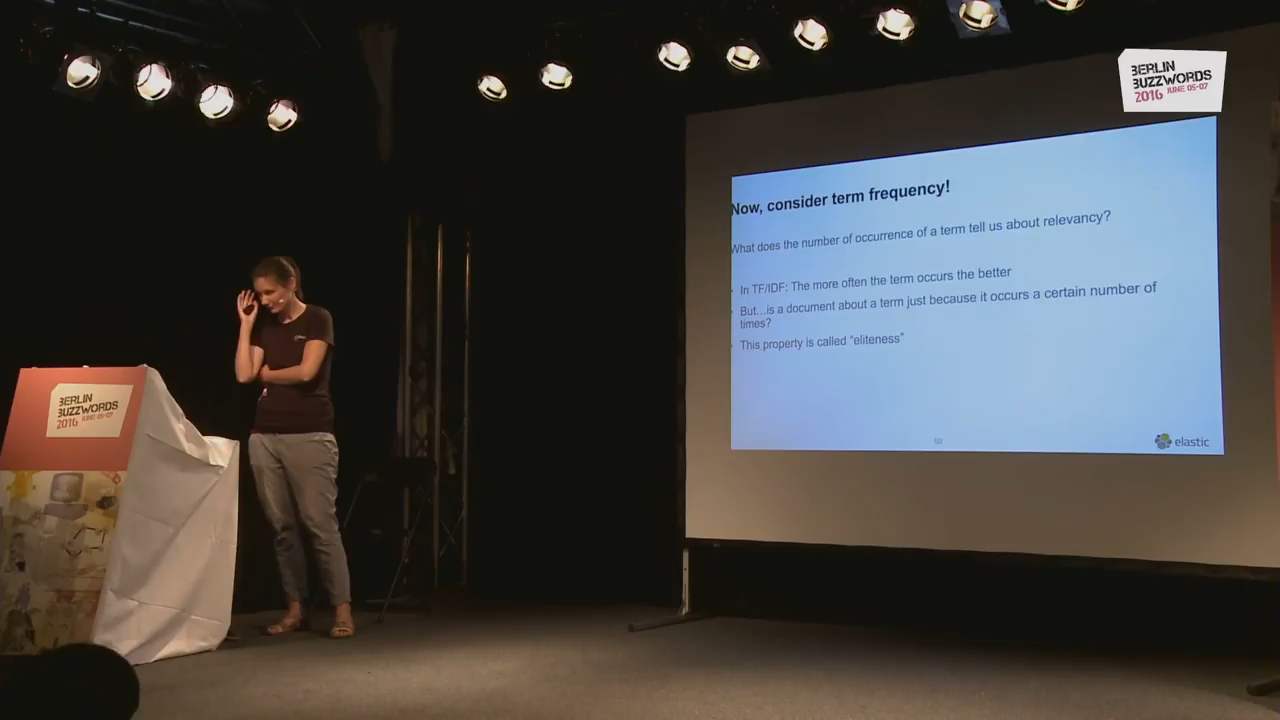 BERLIN
BUZZWORDS
2016 JUNE 05-07
Now, consider term frequency!
What does the number of occurrence of a term tell us about relevancy?
In TF/IDF: The more often the term occurs the better
But...is a document about a term just because it occurs a certain number of
times?
This property is called "eliteness"
50
elastic
BERLIN
BUZZWORDS
2016 JUNE 05-07